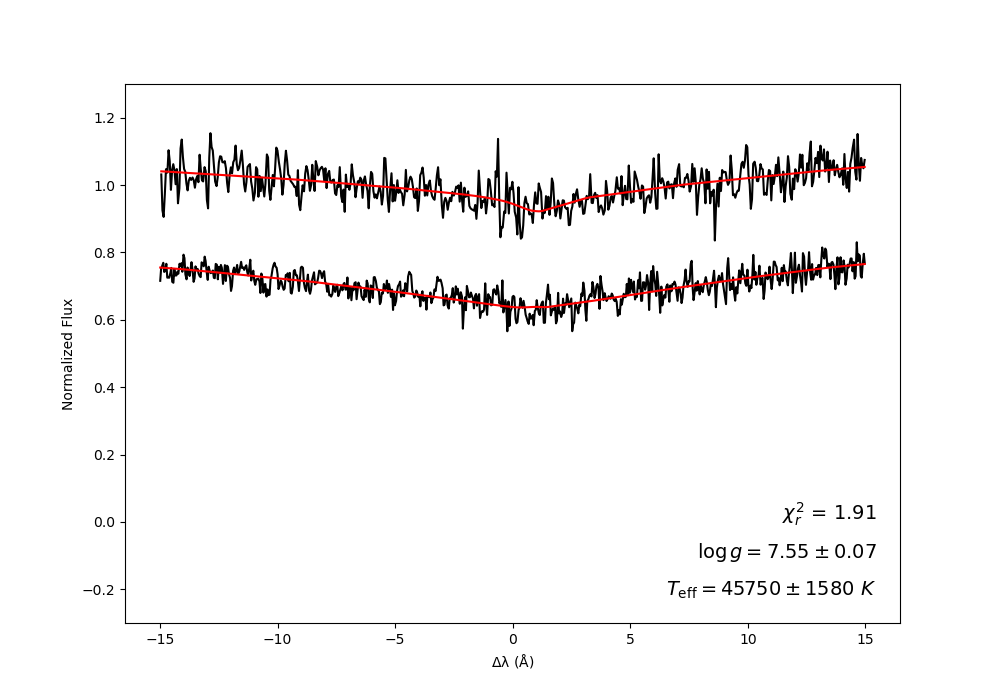 1.2
1.0
0.8
0.6
0.4
0.2
0.0
−0.2
Normalized Flux
χ²ᵣ = 1.91
log g = 7.55 ± 0.07
T_eff = 45750 ± 1580 K
−15 −10 −5 0 5 10 15
Δλ (Å)